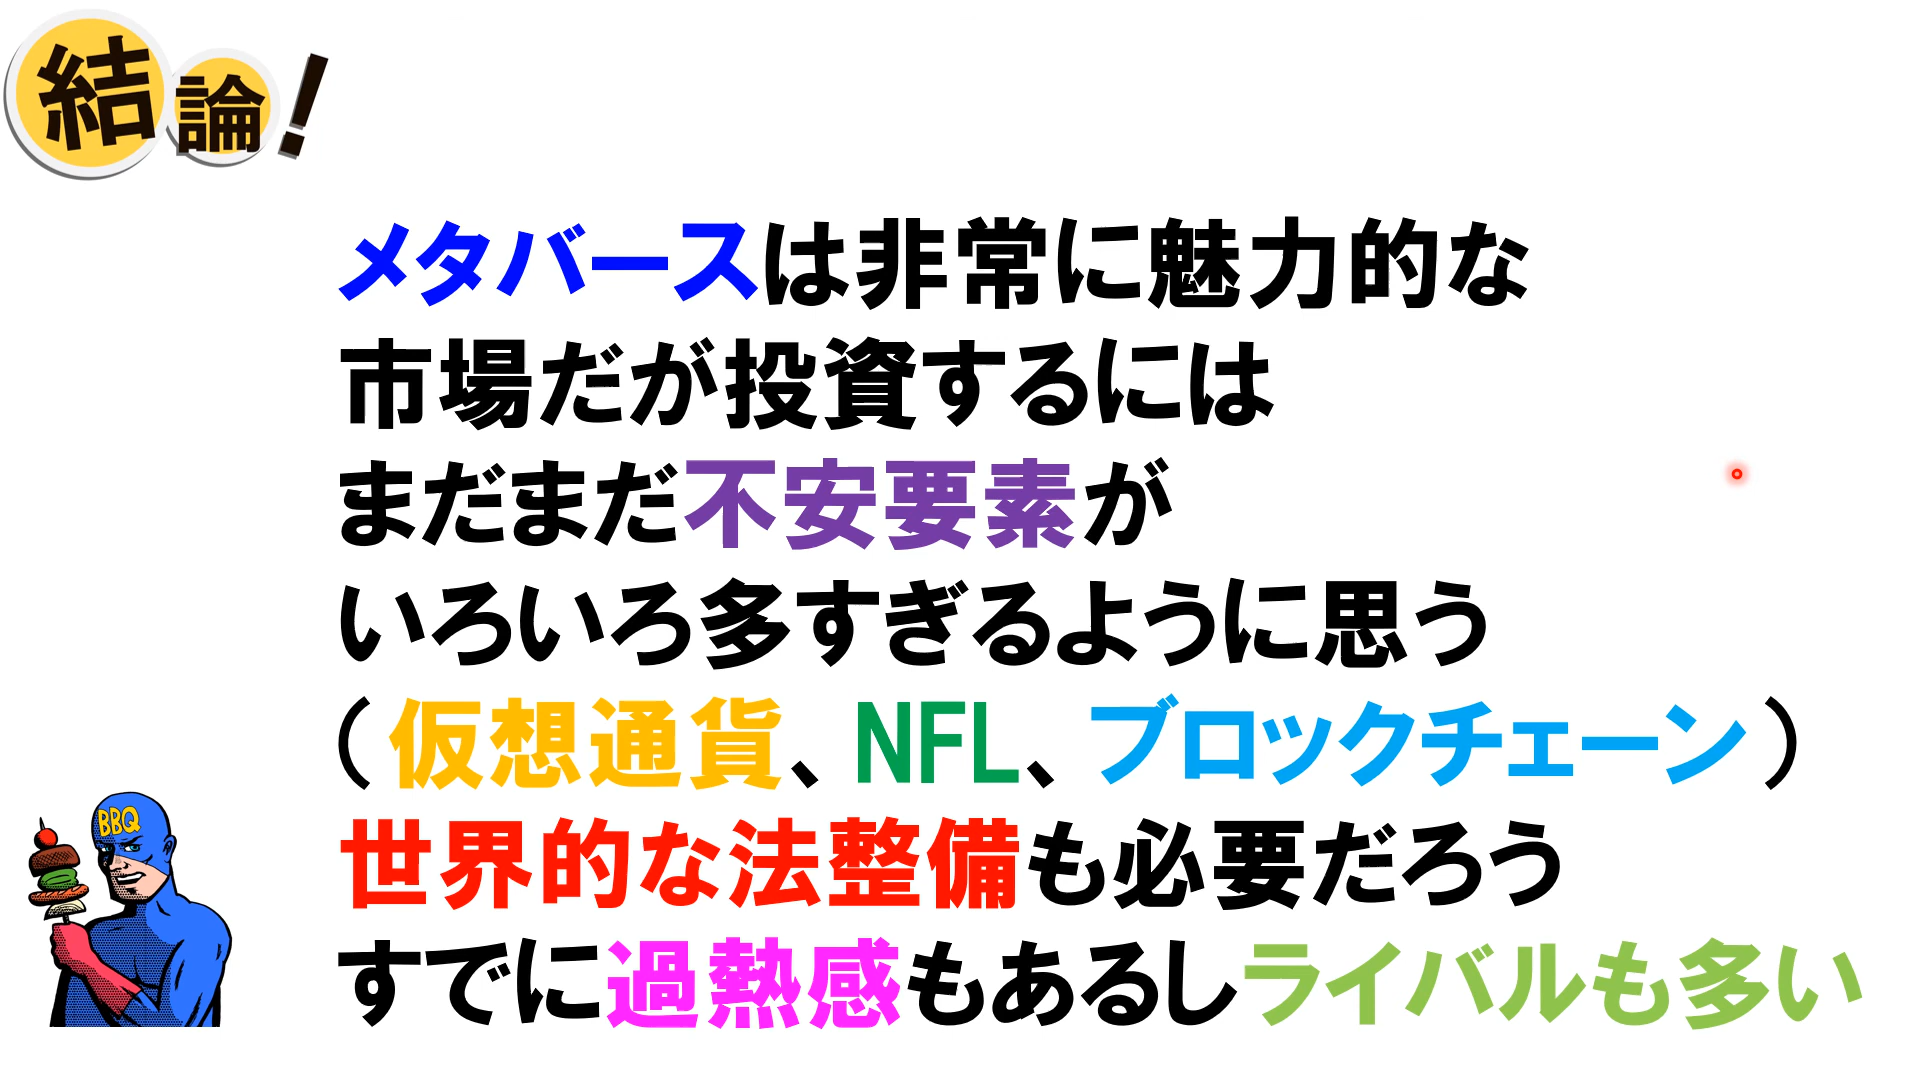 結論!
メタバースは非常に魅力的な
市場だが投資するには
まだまだ不安要素が
いろいろ多すぎるように思う
(仮想通貨、NFL、ブロックチェーン)
世界的な法整備も必要だろう
すでに過熱感もあるしライバルも多い
BBQ